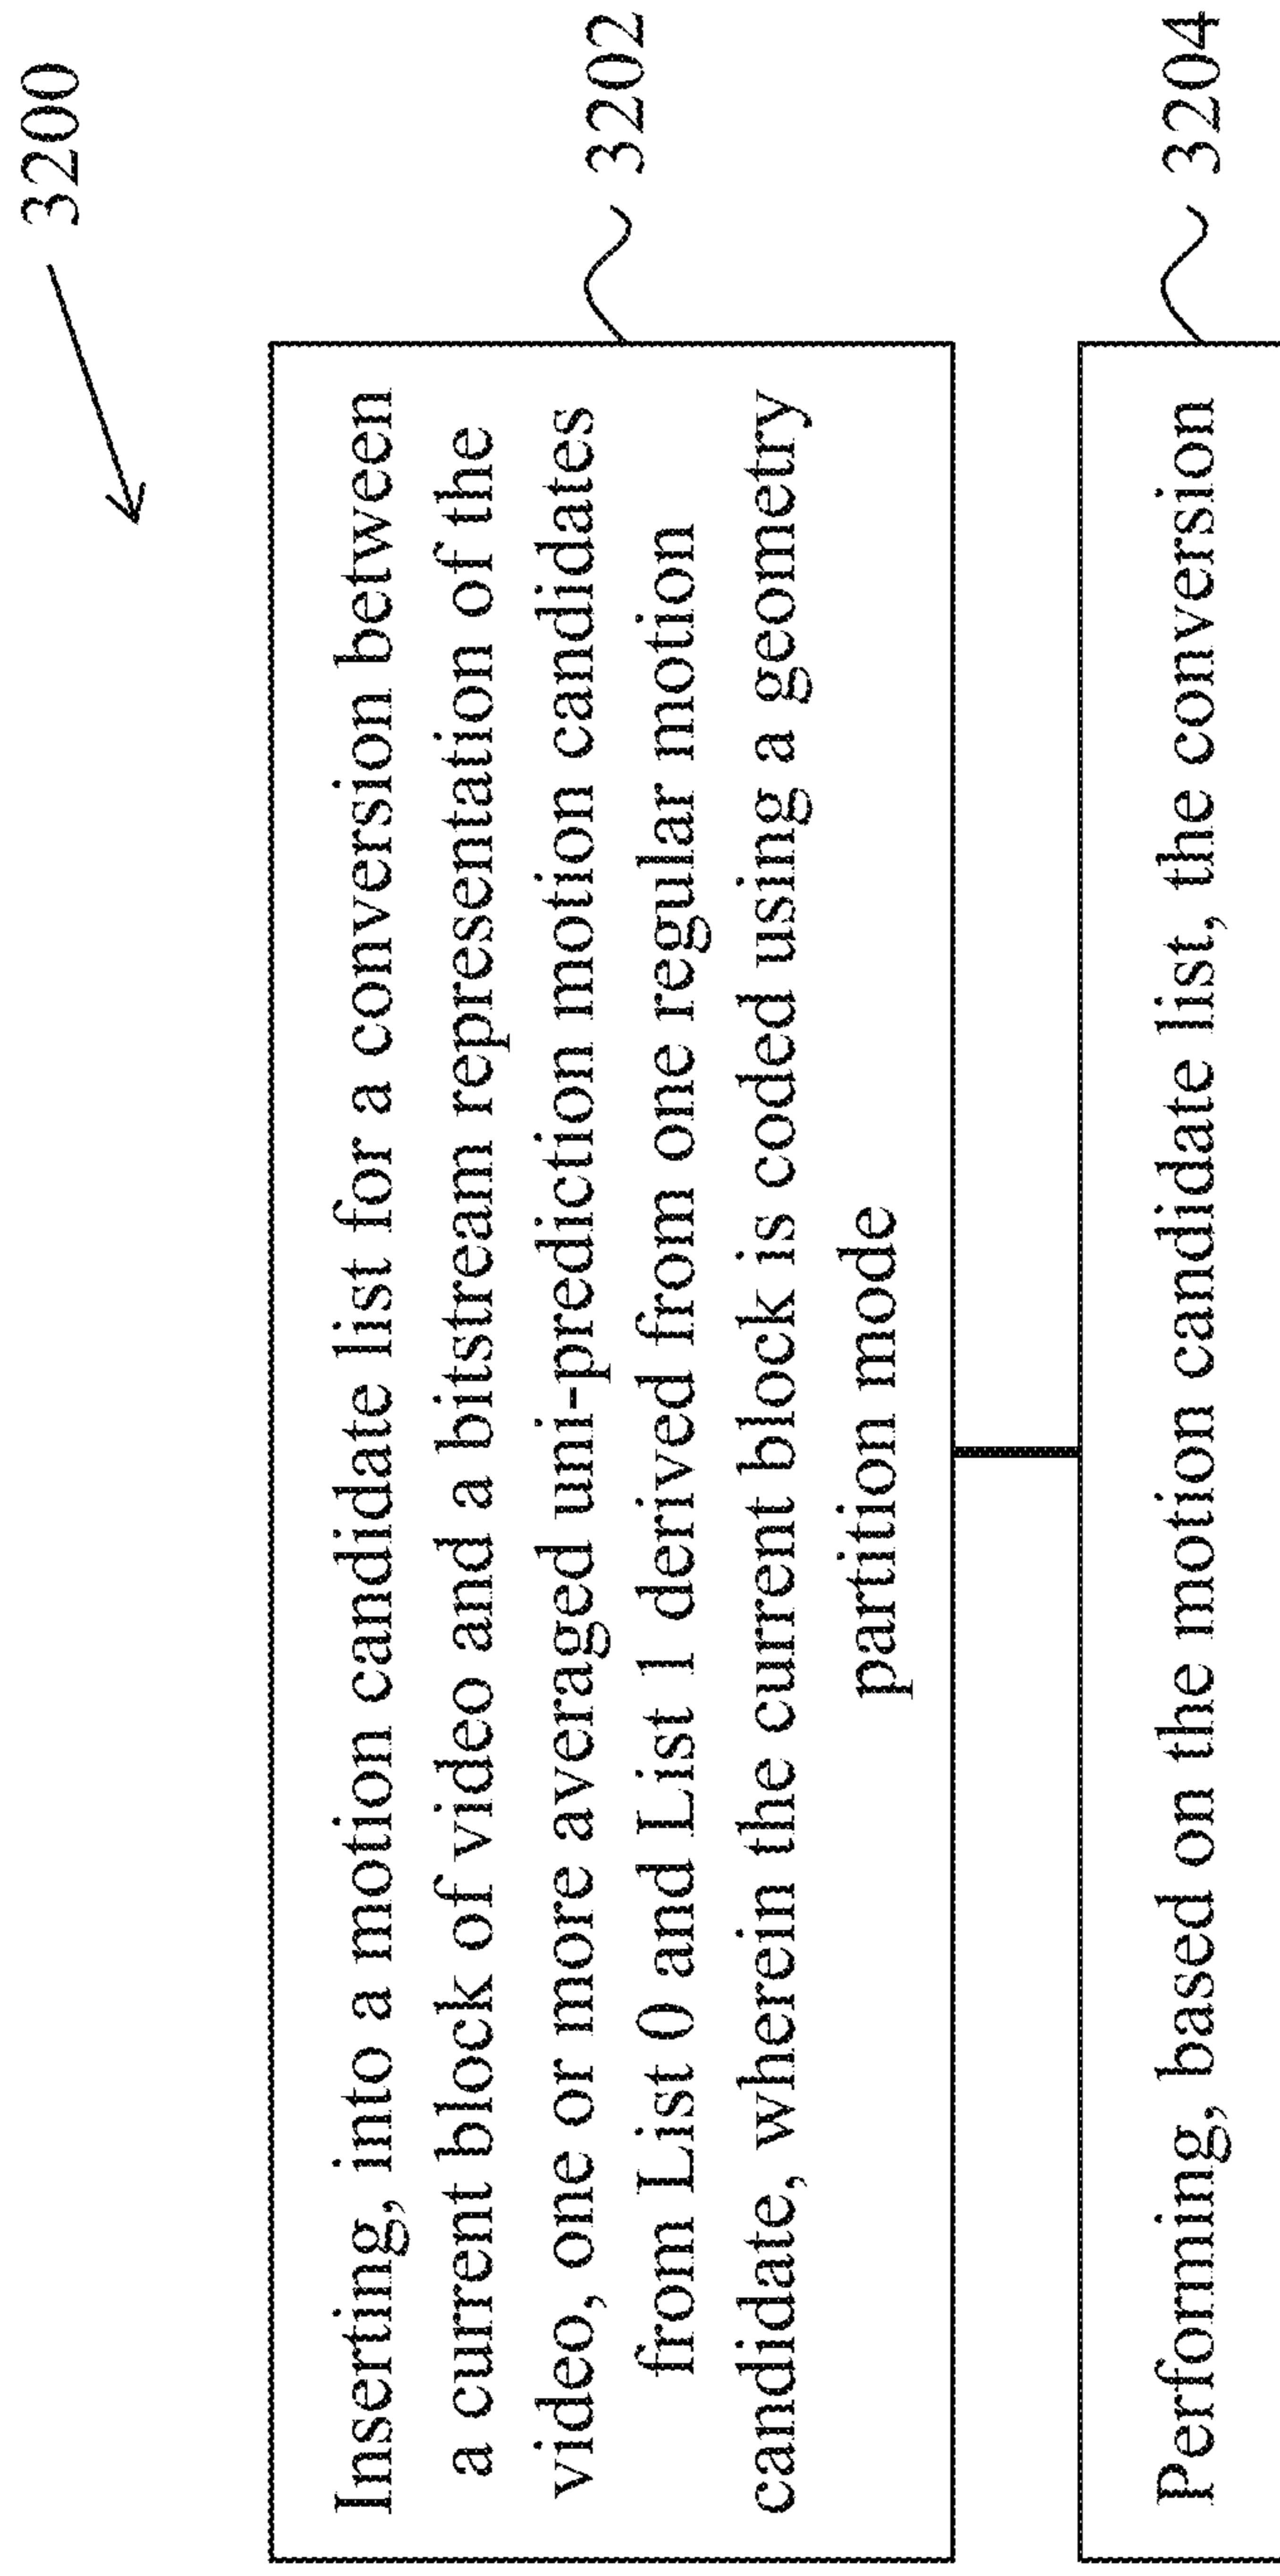 3200
Inserting, into a motion candidate list for a conversion between
a current block of video and a bitstream representation of the
video, one or more averaged uni-prediction motion candidates
from List 0 and List 1 derived from one regular motion
candidate, wherein the current block is coded using a geometry
partition mode
3202
Performing, based on the motion candidate list, the conversion
3204